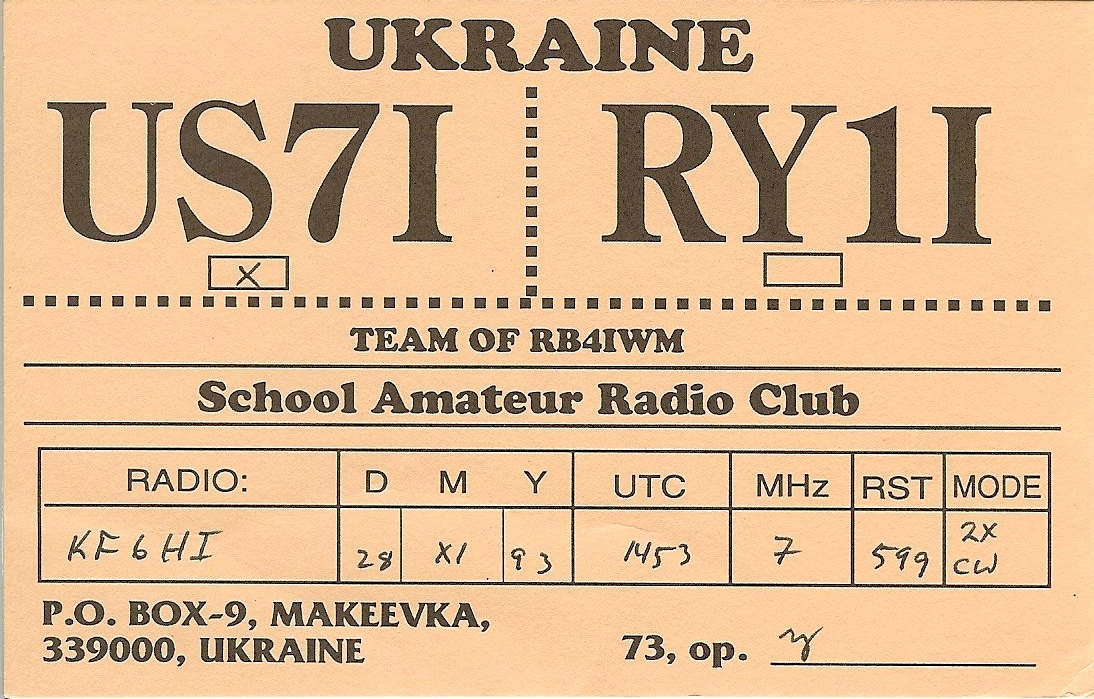 UKRAINE
US7I RY1I
X
TEAM OF RB4IWM
School Amateur Radio Club
RADIO: D M Y UTC MHz RST MODE
KF6HI 28 XI 93 1453 7 599 2X CW
P.O. BOX-9, MAKEEVKA,
339000, UKRAINE
73, op.